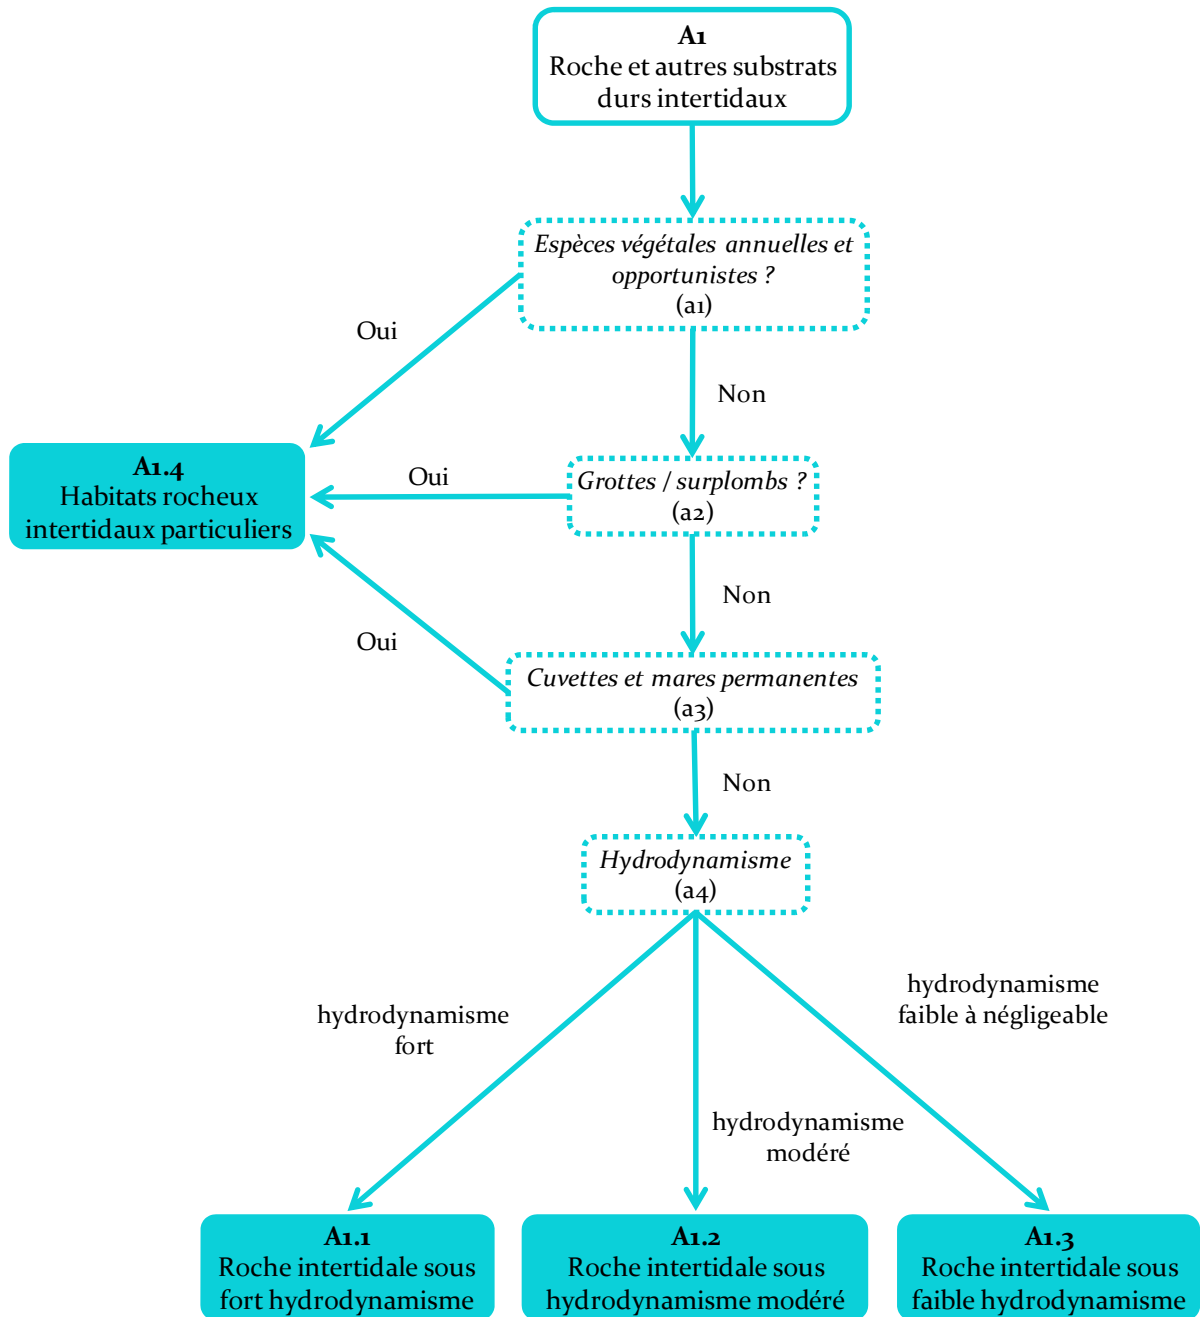 A1
Roche et autres substrats
durs intertidaux
Espèces végétales annuelles et
opportunistes ?
(a1)
Oui
Non
A1.4
Habitats rocheux
intertidaux particuliers
Oui
Grottes / surplombs ?
(a2)
Non
Oui
Cuvettes et mares permanentes
(a3)
Non
Hydrodynamisme
(a4)
hydrodynamisme
fort
hydrodynamisme
faible à négligeable
hydrodynamisme
modéré
A1.1
Roche intertidale sous
fort hydrodynamisme
A1.2
Roche intertidale sous
hydrodynamisme modéré
A1.3
Roche intertidale sous
faible hydrodynamisme